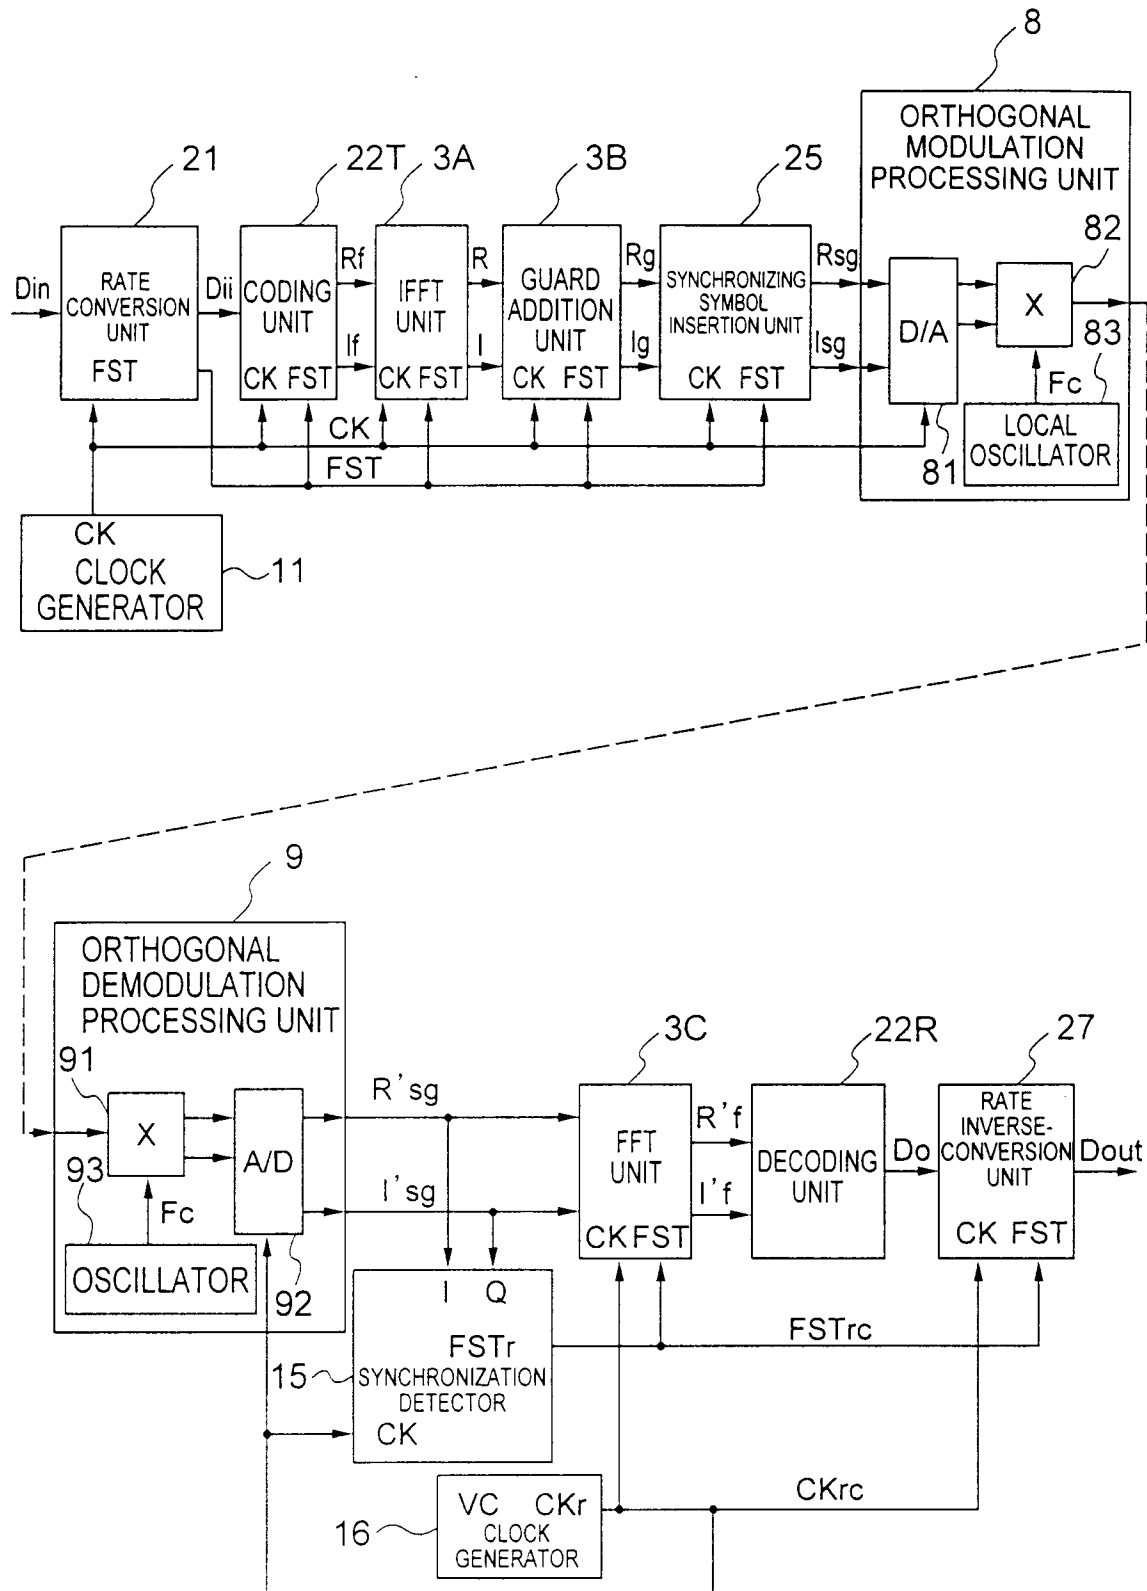 8
ORTHOGONAL
MODULATION
PROCESSING UNIT
21
22T
3A
3B
25
82
Din
RATE
CONVERSION
UNIT
FST
Dii
CODING
UNIT
CK FST
Rf
If
IFFT
UNIT
CK FST
R
I
GUARD
ADDITION
UNIT
CK FST
Rg
Ig
SYNCHRONIZING
SYMBOL
INSERTION UNIT
CK FST
Rsg
Isg
D/A
X
83
Fc
LOCAL
OSCILLATOR
81
CK
FST
CK
CLOCK
GENERATOR
11
9
ORTHOGONAL
DEMODULATION
PROCESSING UNIT
91
X
93
Fc
OSCILLATOR
A/D
92
R'sg
I'sg
3C
FFT
UNIT
CK FST
R'f
I'f
22R
DECODING
UNIT
Do
27
RATE
INVERSE-
CONVERSION
UNIT
CK FST
Dout
I Q
FSTr
15
SYNCHRONIZATION
DETECTOR
CK
FSTrc
CKrc
VC CKr
16
CLOCK
GENERATOR